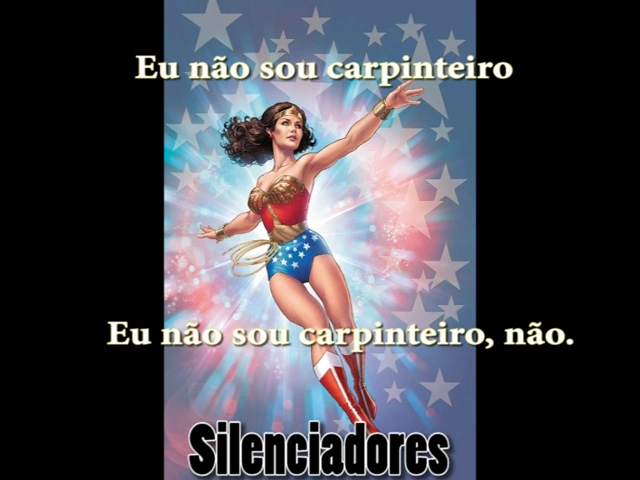 Eu não sou carpinteiro
Eu não sou carpinteiro, não.
Silenciadores